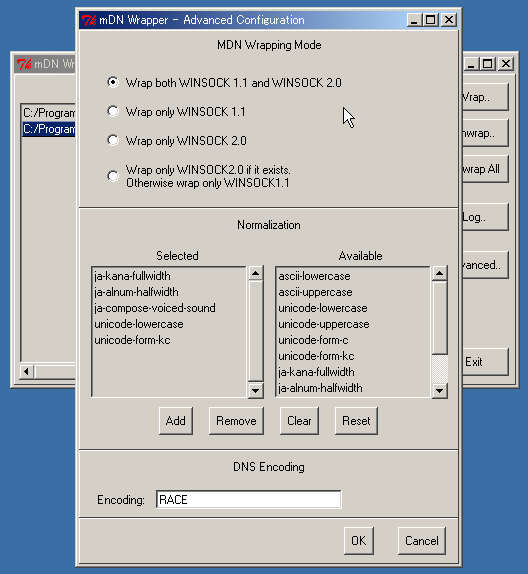 mDN Wrapper - Advanced Configuration
MDN Wrapping Mode
Wrap both WINSOCK 1.1 and WINSOCK 2.0
Wrap only WINSOCK 1.1
Wrap only WINSOCK 2.0
Wrap only WINSOCK2.0 if it exists.
Otherwise wrap only WINSOCK1.1
Normalization
Selected
ja-kana-fullwidth
ja-alnum-halfwidth
ja-compose-voiced-sound
unicode-lowercase
unicode-form-kc
Available
ascii-lowercase
ascii-uppercase
unicode-lowercase
unicode-uppercase
unicode-form-c
unicode-form-kc
ja-kana-fullwidth
ja-alnum-halfwidth
Add Remove Clear Reset
DNS Encoding
Encoding: RACE
OK Cancel
mDN Wr
C:/Program
C:/Program
Wrap..
nwrap..
wrap All
Log..
vanced..
Exit